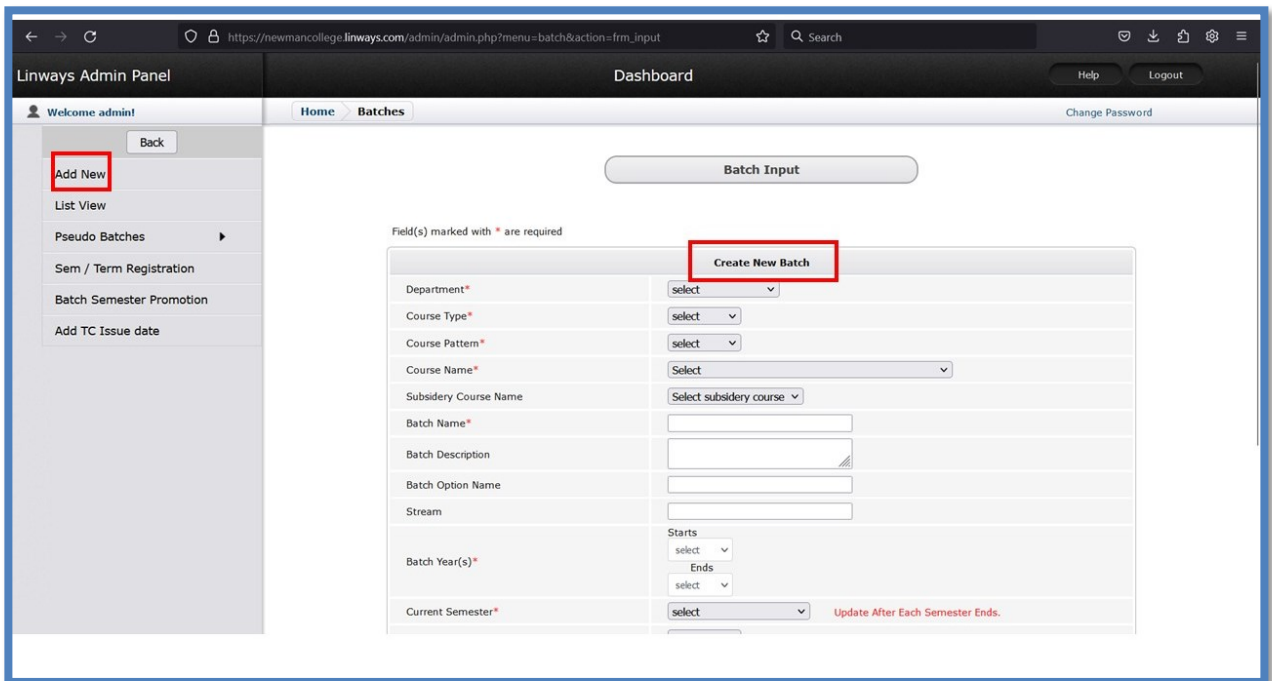 https://newmancollege.linways.com/admin/admin.php?menu=batch&action=frm_input
Search
Linways Admin Panel
Dashboard
Help
Logout
Welcome admin!
Home
Batches
Change Password
Back
Add New
List View
Pseudo Batches
Sem / Term Registration
Batch Semester Promotion
Add TC Issue date
Batch Input
Field(s) marked with * are required
Create New Batch
Department* select
Course Type* select
Course Pattern* select
Course Name* Select
Subsidery Course Name Select subsidery course
Batch Name*
Batch Description
Batch Option Name
Stream
Batch Year(s)*
Starts
select
Ends
select
Current Semester* select Update After Each Semester Ends.